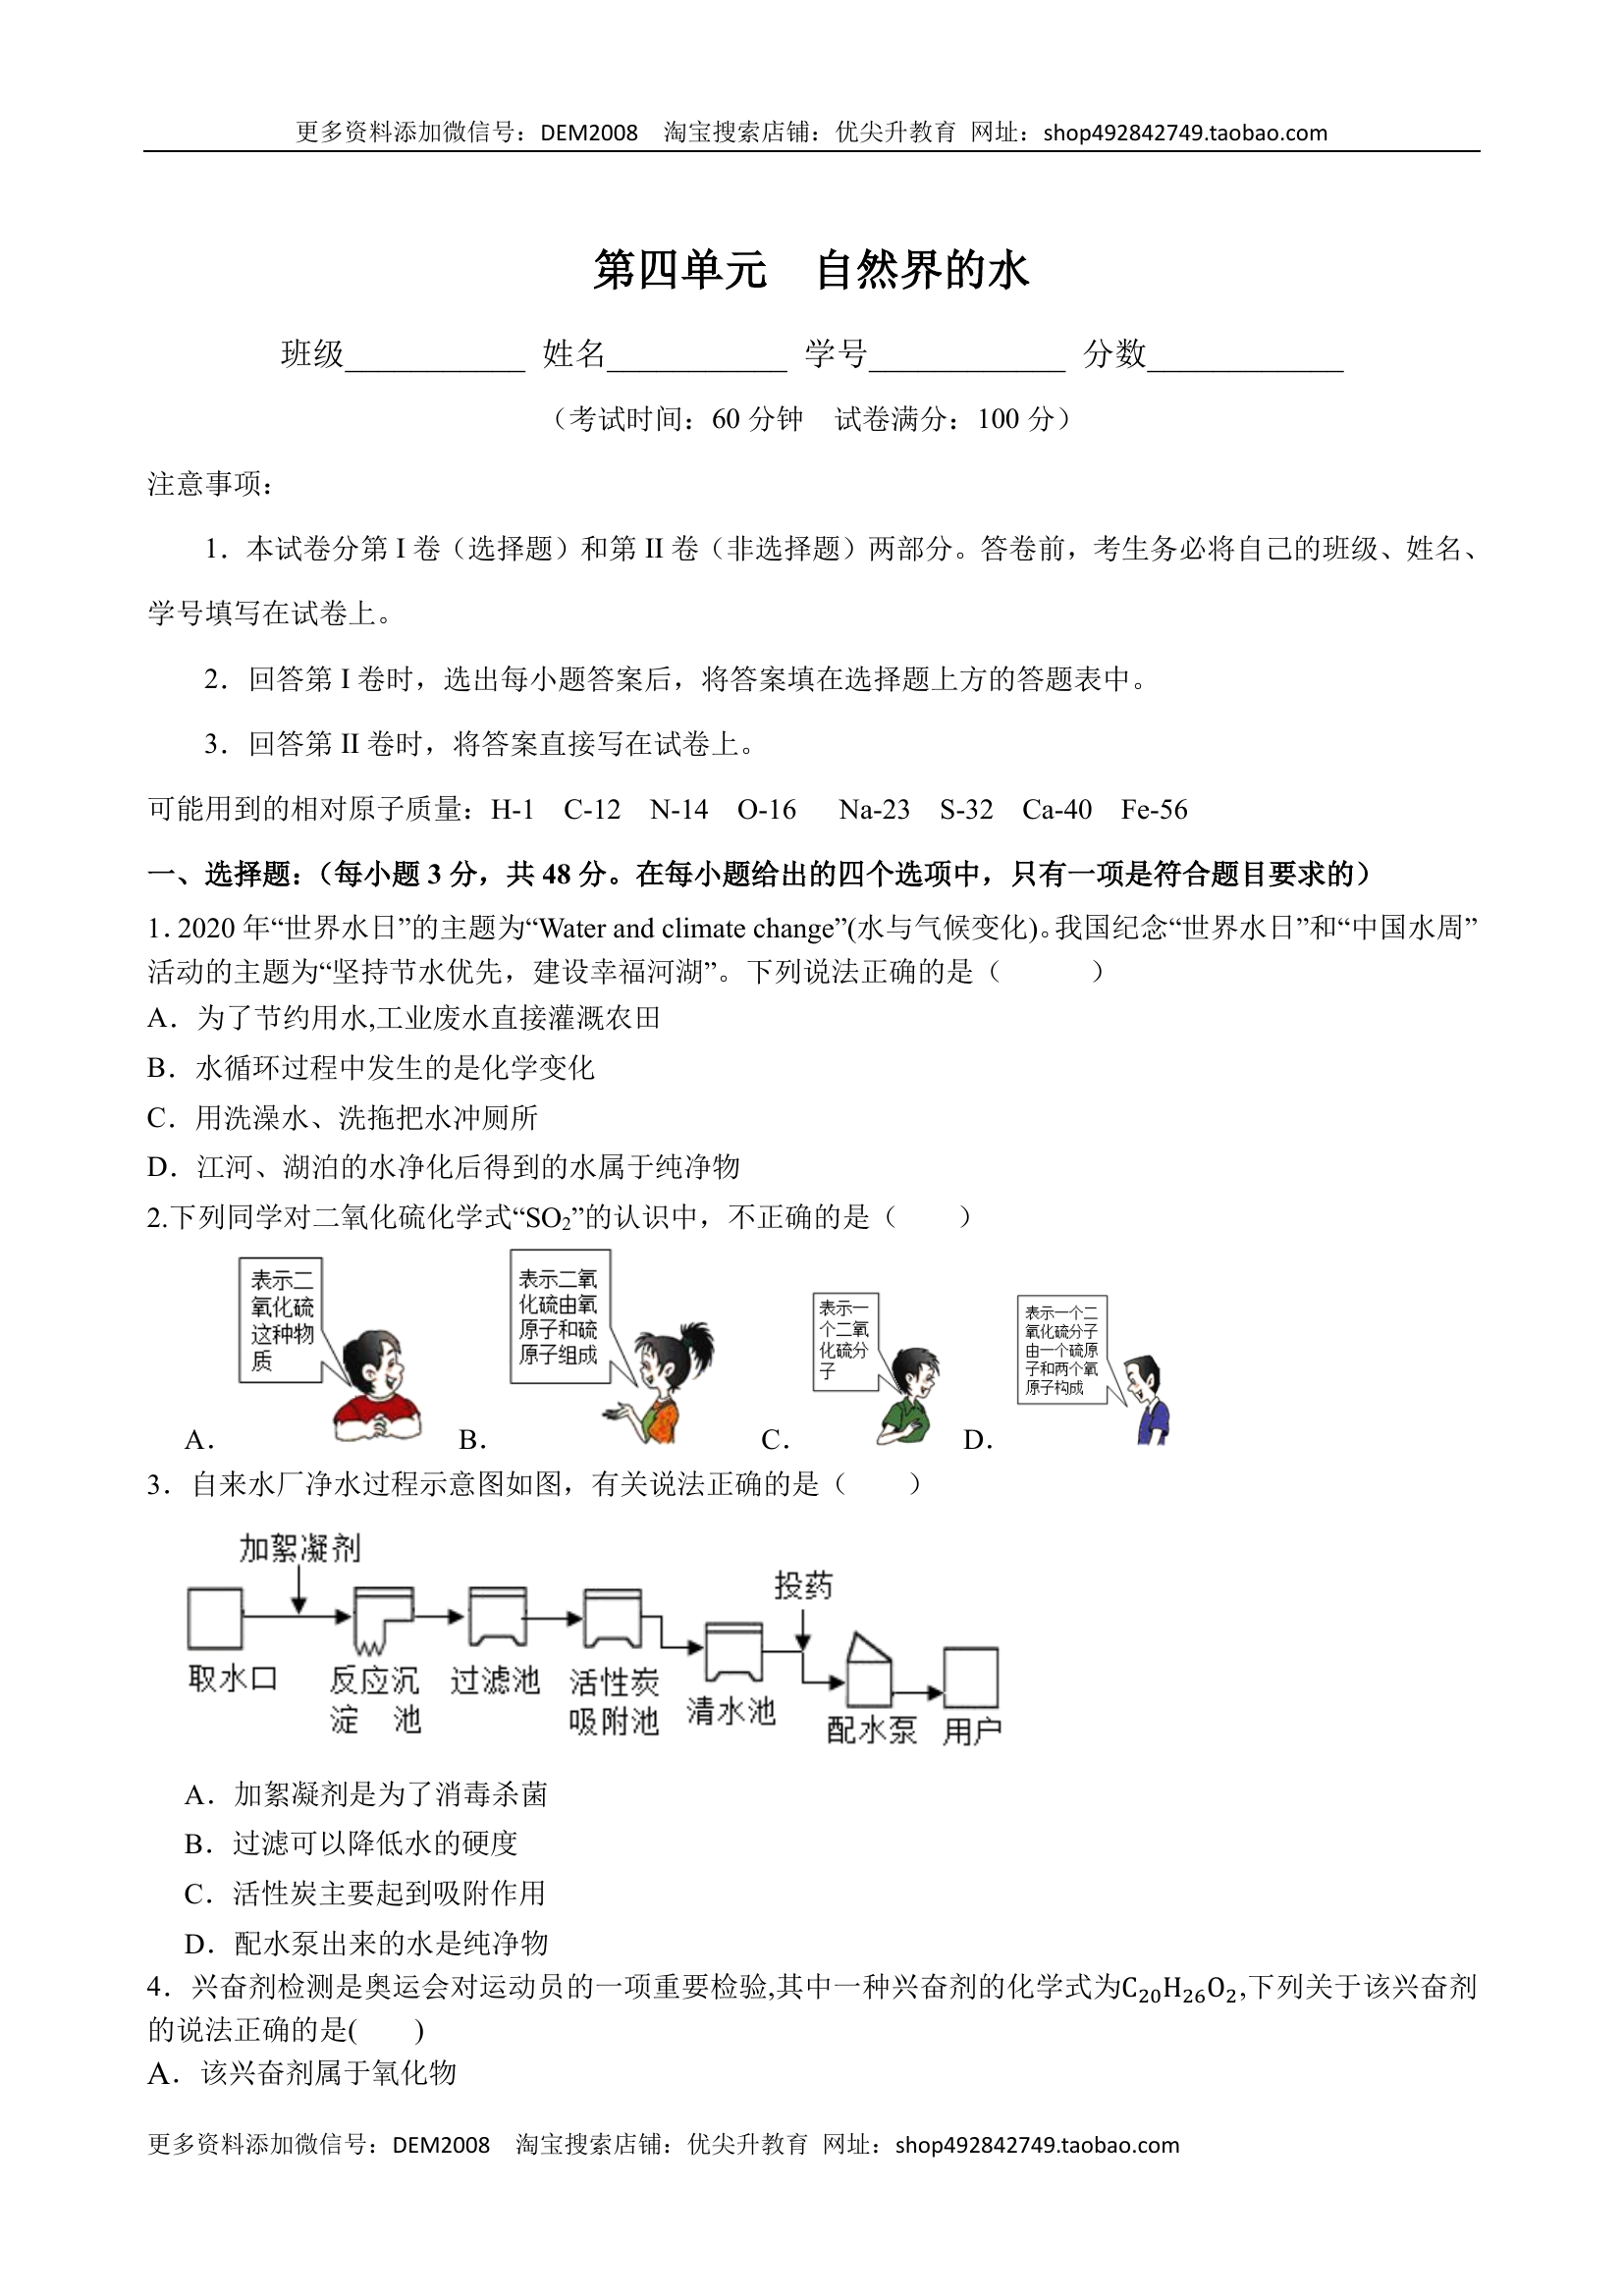 更多资料添加微信号：DEM2008 淘宝搜索店铺：优尖升教育 网址：shop492842749.taobao.com
第四单元 自然界的水
班级___________ 姓名___________ 学号____________ 分数____________
（考试时间：60 分钟 试卷满分：100 分）
注意事项：
1．本试卷分第 I 卷（选择题）和第 II 卷（非选择题）两部分。答卷前，考生务必将自己的班级、姓名、
学号填写在试卷上。
2．回答第 I 卷时，选出每小题答案后，将答案填在选择题上方的答题表中。
3．回答第 II 卷时，将答案直接写在试卷上。
可能用到的相对原子质量：H-1 C-12 N-14 O-16 Na-23 S-32 Ca-40 Fe-56
一、选择题：（每小题 3 分，共 48 分。在每小题给出的四个选项中，只有一项是符合题目要求的）
1. 2020 年“世界水日”的主题为“Water and climate change”(水与气候变化)。我国纪念“世界水日”和“中国水周”
活动的主题为“坚持节水优先，建设幸福河湖”。下列说法正确的是（ ）
A．为了节约用水,工业废水直接灌溉农田
B．水循环过程中发生的是化学变化
C．用洗澡水、洗拖把水冲厕所
D．江河、湖泊的水净化后得到的水属于纯净物
2.下列同学对二氧化硫化学式“SO₂”的认识中，不正确的是（ ）
表示二
氧化硫
这种物
质
表示二氧
化硫由氧
原子和硫
原子组成
表示一
个二氧
化硫分
子
表示一个二
氧化硫分子
由一个硫原
子和两个氧
原子构成
A． B． C． D．
3．自来水厂净水过程示意图如图，有关说法正确的是（ ）
加絮凝剂
投药
取水口
反应沉
淀 池
过滤池
活性炭
吸附池
清水池
配水泵
用户
A．加絮凝剂是为了消毒杀菌
B．过滤可以降低水的硬度
C．活性炭主要起到吸附作用
D．配水泵出来的水是纯净物
4．兴奋剂检测是奥运会对运动员的一项重要检验,其中一种兴奋剂的化学式为C₂₀H₂₆O₂,下列关于该兴奋剂
的说法正确的是( )
A．该兴奋剂属于氧化物
更多资料添加微信号：DEM2008 淘宝搜索店铺：优尖升教育 网址：shop492842749.taobao.com